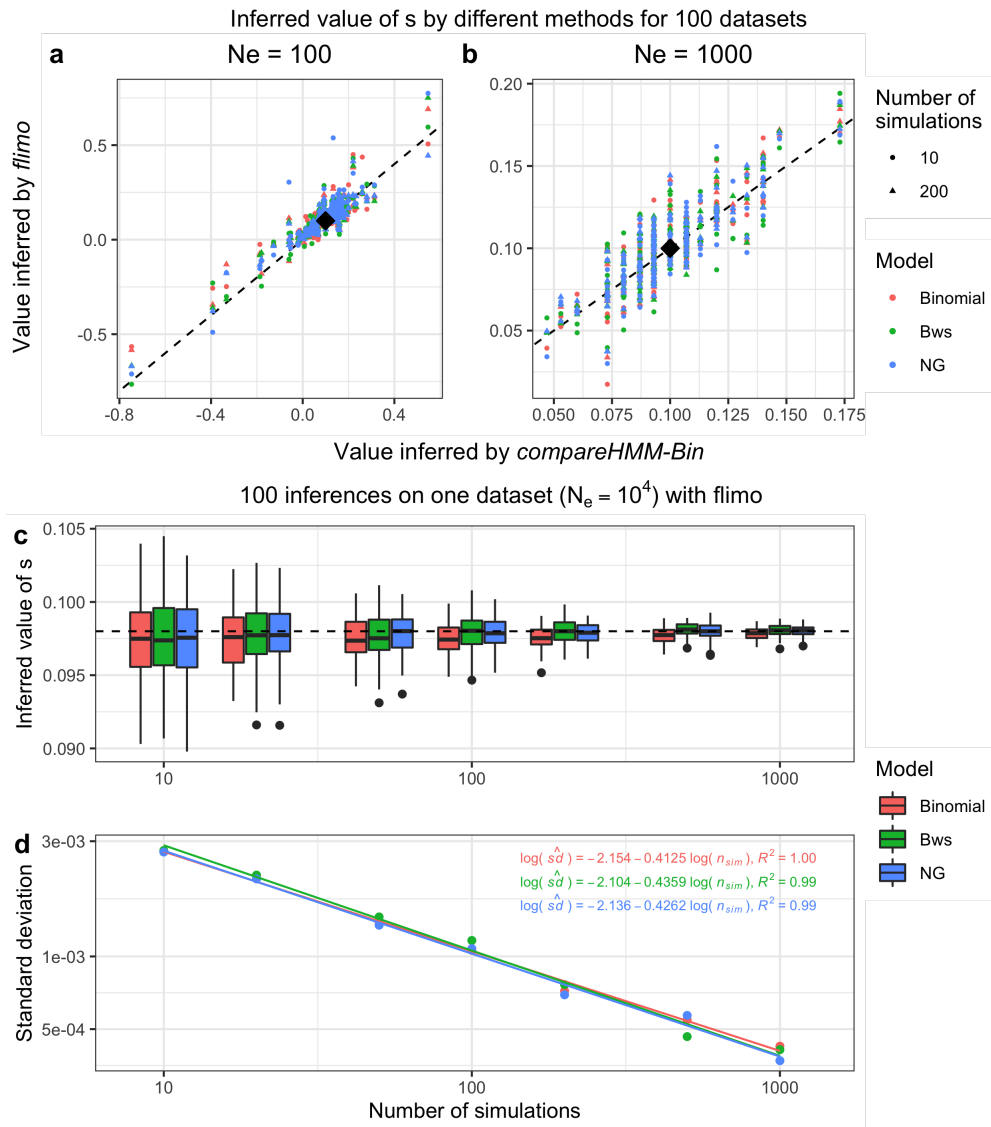 Inferred value of s by different methods for 100 datasets
a
Ne = 100
b
Ne = 1000
Value inferred by flimo
0.5
0.0
-0.5
-0.8
-0.4
0.0
0.4
0.20
0.15
0.10
0.05
0.050
0.075
0.100
0.125
0.150
0.175
Value inferred by compareHMM-Bin
Number of
simulations
10
200
Model
Binomial
Bws
NG
100 inferences on one dataset (Nₑ = 10⁴) with flimo
c
Inferred value of s
0.105
0.100
0.095
0.090
10
100
1000
d
Standard deviation
3e-03
1e-03
5e-04
log( sd̂ ) = −2.154 − 0.4125 log( n_sim ), R² = 1.00
log( sd̂ ) = −2.104 − 0.4359 log( n_sim ), R² = 0.99
log( sd̂ ) = −2.136 − 0.4262 log( n_sim ), R² = 0.99
10
100
1000
Number of simulations
Model
Binomial
Bws
NG